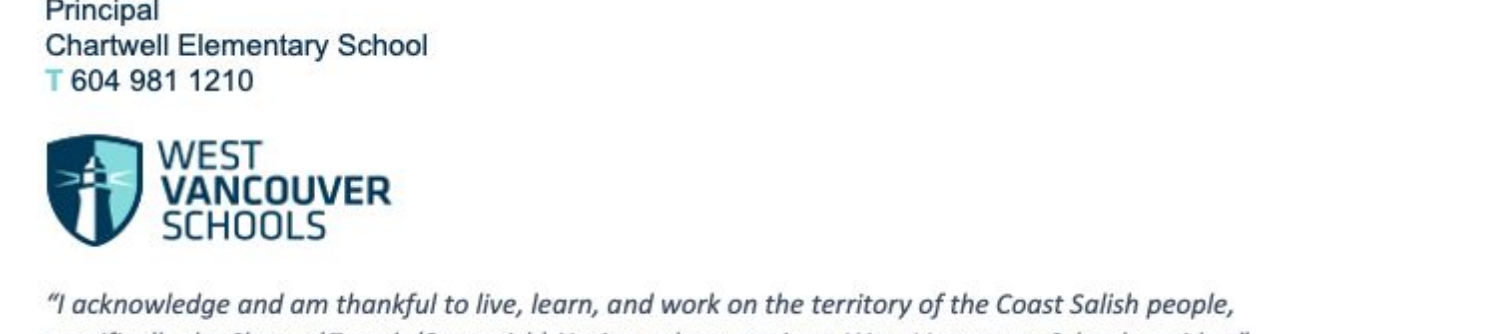 Principal
Chartwell Elementary School
T 604 981 1210
WEST
VANCOUVER
SCHOOLS
“I acknowledge and am thankful to live, learn, and work on the territory of the Coast Salish people,